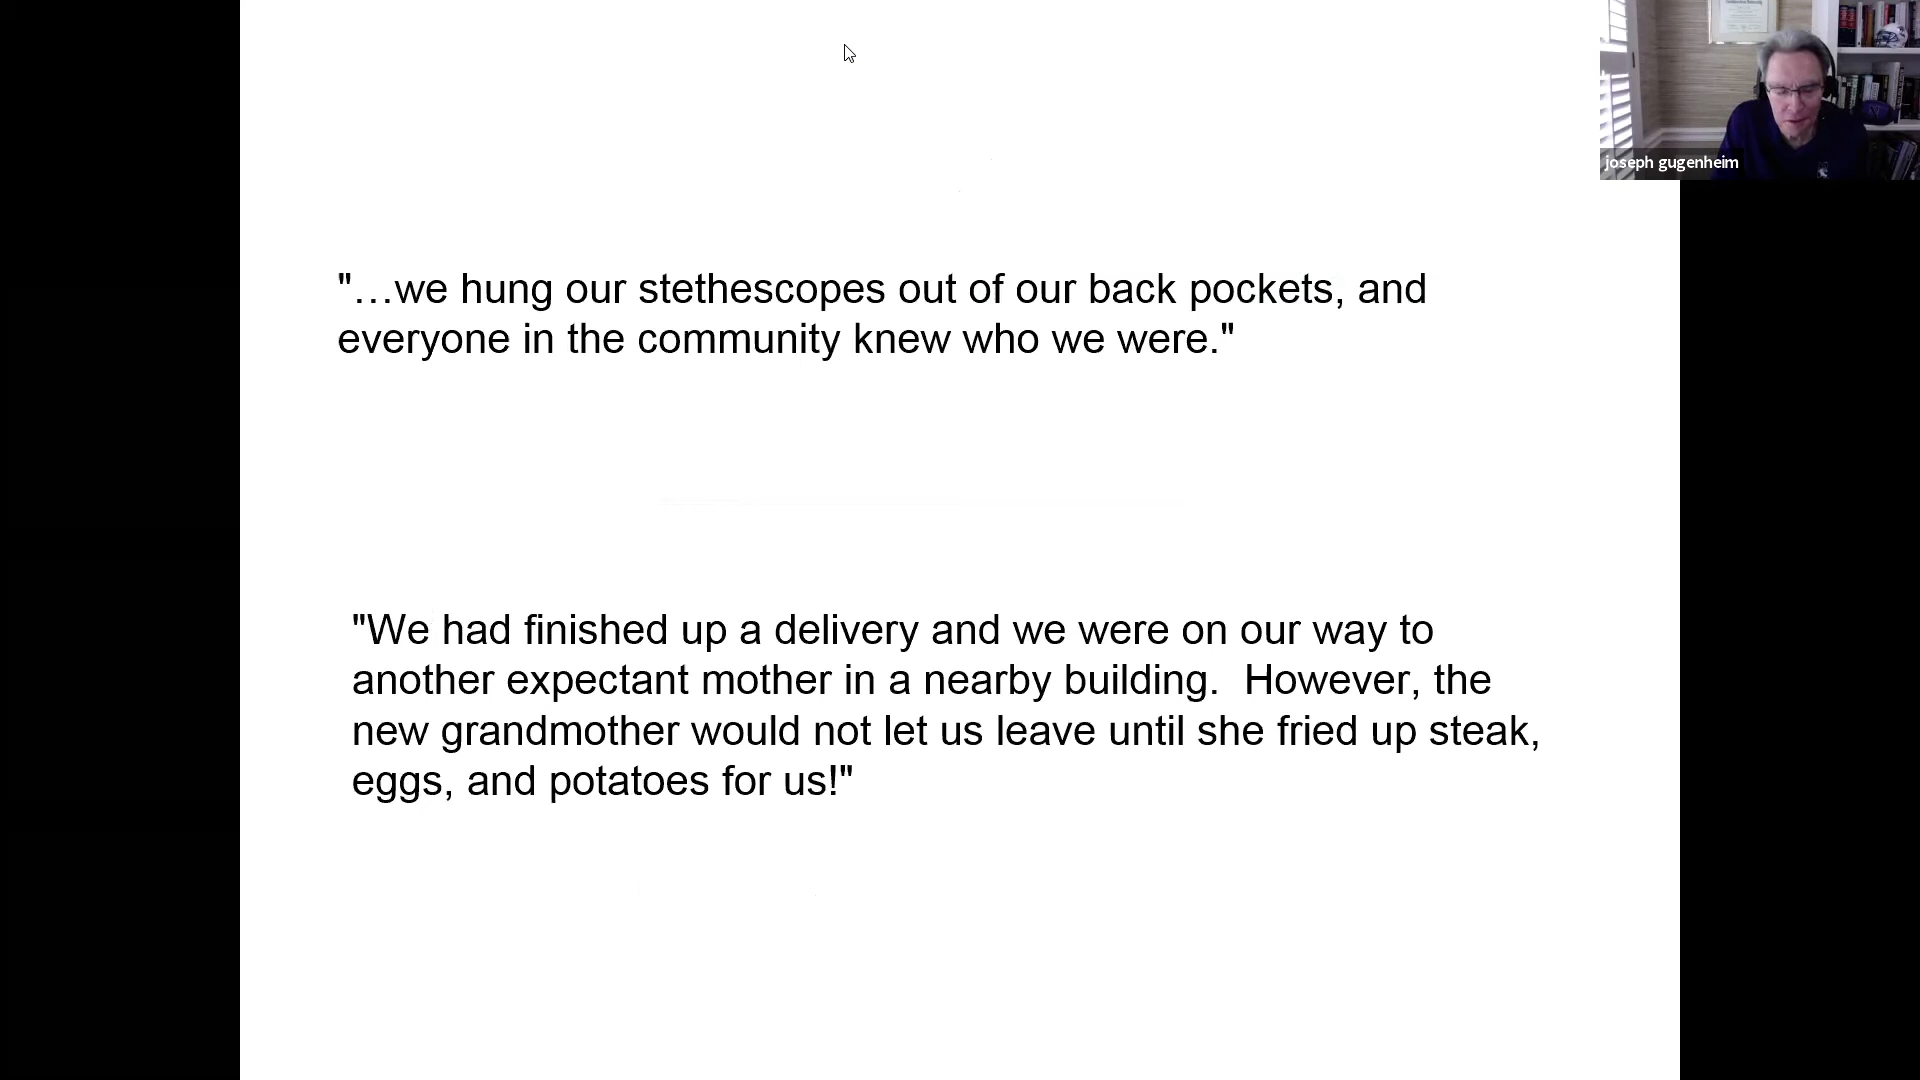 joseph gugenheim
"…we hung our stethescopes out of our back pockets, and
everyone in the community knew who we were."
"We had finished up a delivery and we were on our way to
another expectant mother in a nearby building.  However, the
new grandmother would not let us leave until she fried up steak,
eggs, and potatoes for us!"